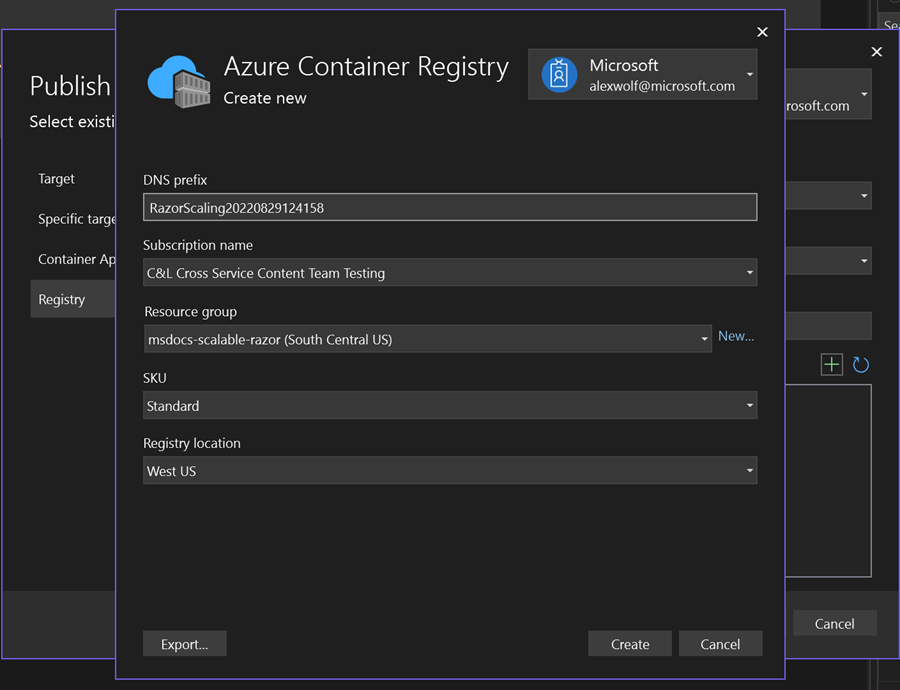 Sea
Publish
Select existi
rosoft.com
Target
Specific targe
Container Ap
Registry
Cancel
Azure Container Registry
Create new
Microsoft
alexwolf@microsoft.com
DNS prefix
RazorScaling20220829124158
Subscription name
C&L Cross Service Content Team Testing
Resource group
msdocs-scalable-razor (South Central US)
New...
SKU
Standard
Registry location
West US
Export...
Create
Cancel